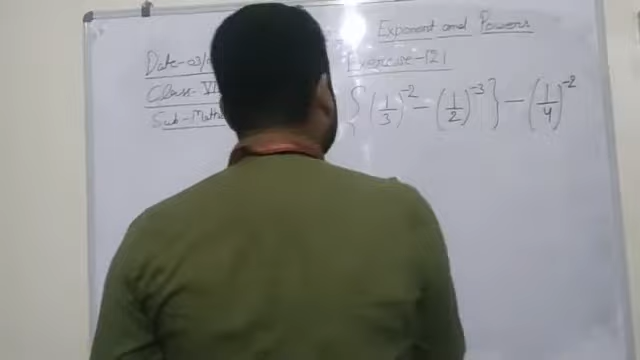 Exponent and Powers
Date-03/
Exercise-12.1
Class-VI
Sub-Math
{(1/3)^-2 - (1/2)^-3} - (1/4)^-2